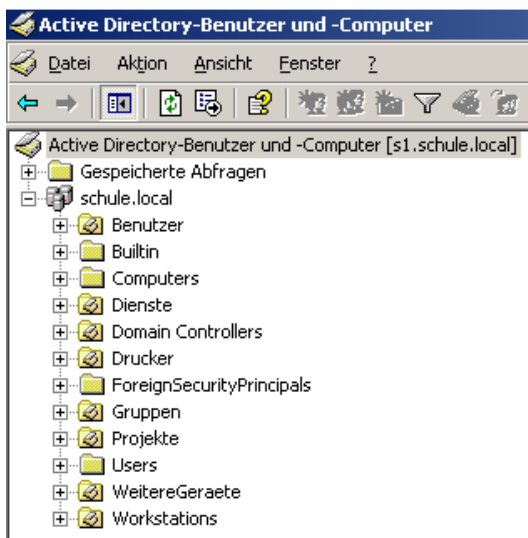 Active Directory-Benutzer und -Computer
Datei Aktion Ansicht Fenster ?
Active Directory-Benutzer und -Computer [s1.schule.local]
Gespeicherte Abfragen
schule.local
Benutzer
Builtin
Computers
Dienste
Domain Controllers
Drucker
ForeignSecurityPrincipals
Gruppen
Projekte
Users
WeitereGeraete
Workstations